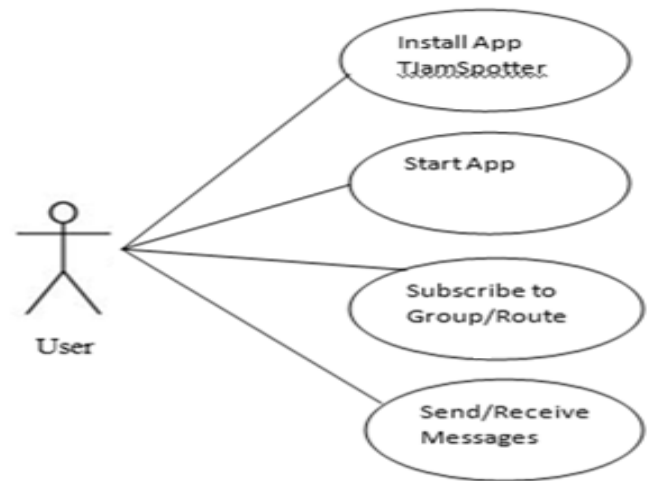 Install App
TJamSpotter
Start App
Subscribe to
Group/Route
User
Send/Receive
Messages